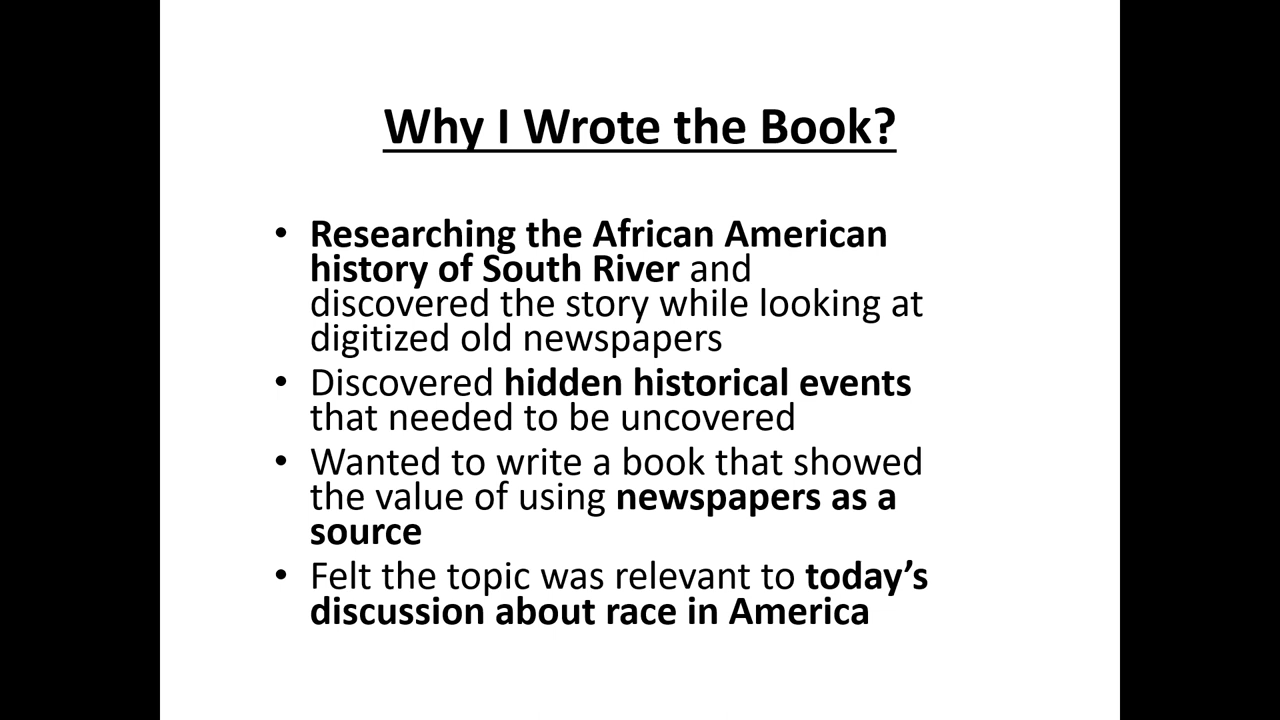 Why I Wrote the Book?
• Researching the African American
history of South River and
discovered the story while looking at
digitized old newspapers
• Discovered hidden historical events
that needed to be uncovered
• Wanted to write a book that showed
the value of using newspapers as a
source
• Felt the topic was relevant to today’s
discussion about race in America